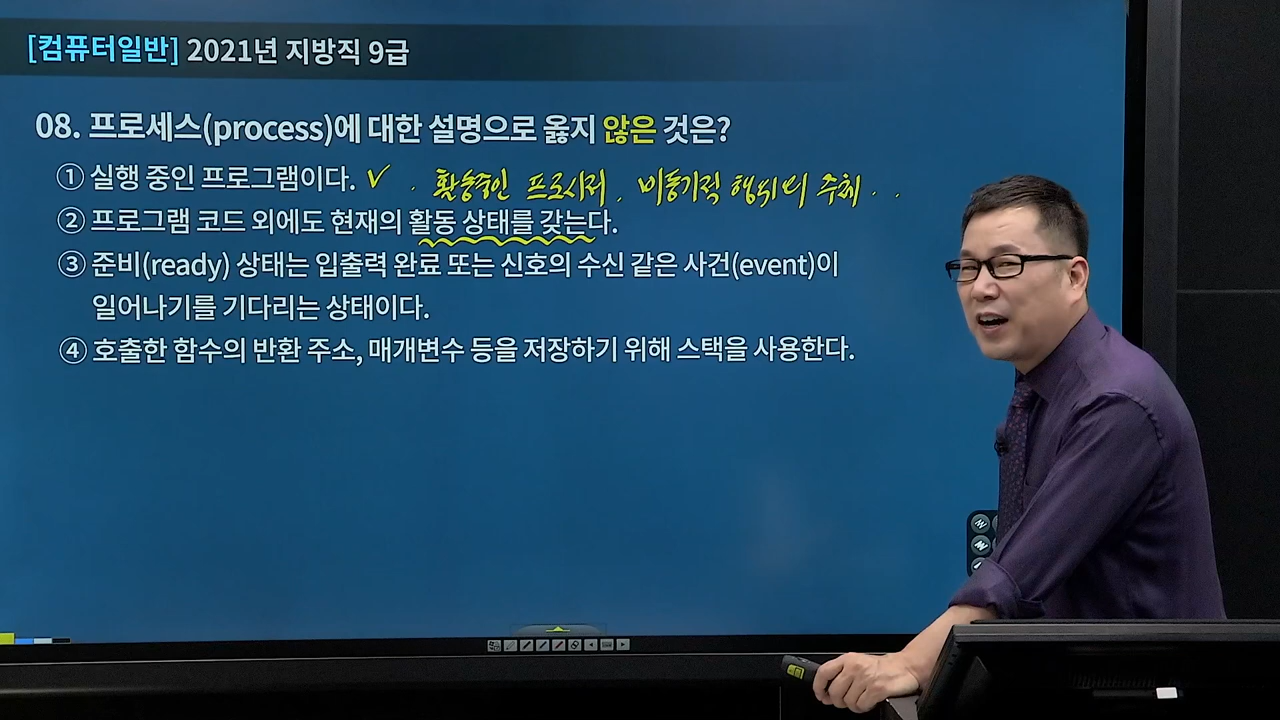 [컴퓨터일반] 2021년 지방직 9급
08. 프로세스(process)에 대한 설명으로 옳지 않은 것은?
① 실행 중인 프로그램이다. ✓ . 활동중인 프로시저, 비동기적 행위의 주체 . .
② 프로그램 코드 외에도 현재의 활동 상태를 갖는다.
③ 준비(ready) 상태는 입출력 완료 또는 신호의 수신 같은 사건(event)이
일어나기를 기다리는 상태이다.
④ 호출한 함수의 반환 주소, 매개변수 등을 저장하기 위해 스택을 사용한다.